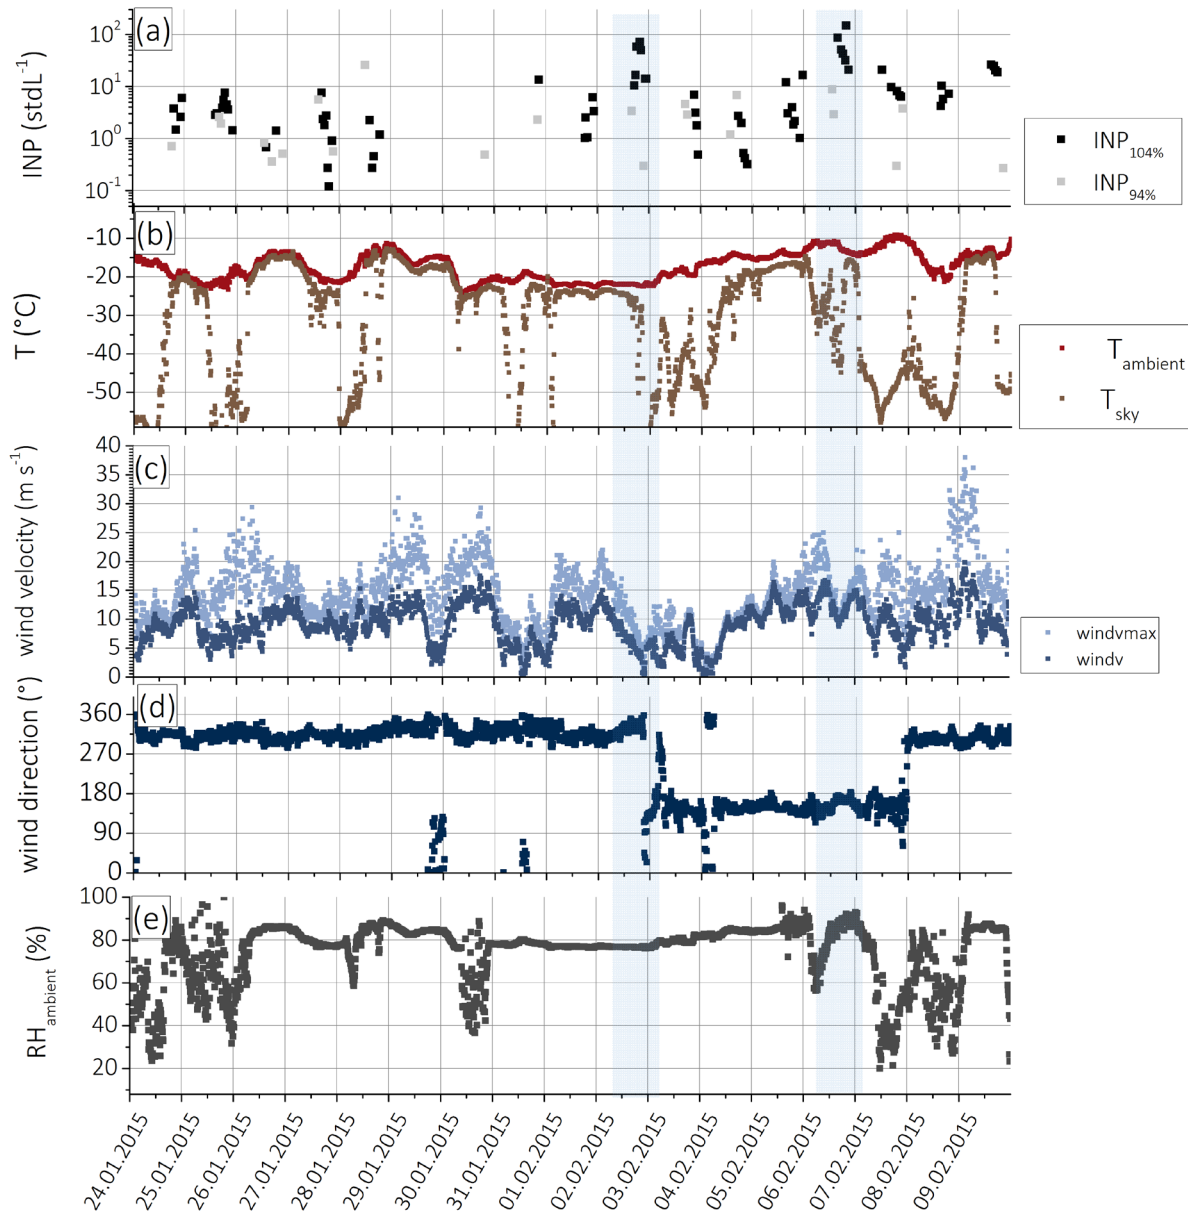 (a)
INP (stdL⁻¹)
10²
10¹
10⁰
10⁻¹
INP₁₀₄%
INP₉₄%
(b)
T (°C)
-10
-20
-30
-40
-50
T ambient
T sky
(c)
wind velocity (m s⁻¹)
40
35
30
25
20
15
10
5
0
windvmax
windv
(d)
wind direction (°)
360
270
180
90
0
(e)
RH ambient (%)
100
80
60
40
20
24.01.2015
25.01.2015
26.01.2015
27.01.2015
28.01.2015
29.01.2015
30.01.2015
31.01.2015
01.02.2015
02.02.2015
03.02.2015
04.02.2015
05.02.2015
06.02.2015
07.02.2015
08.02.2015
09.02.2015